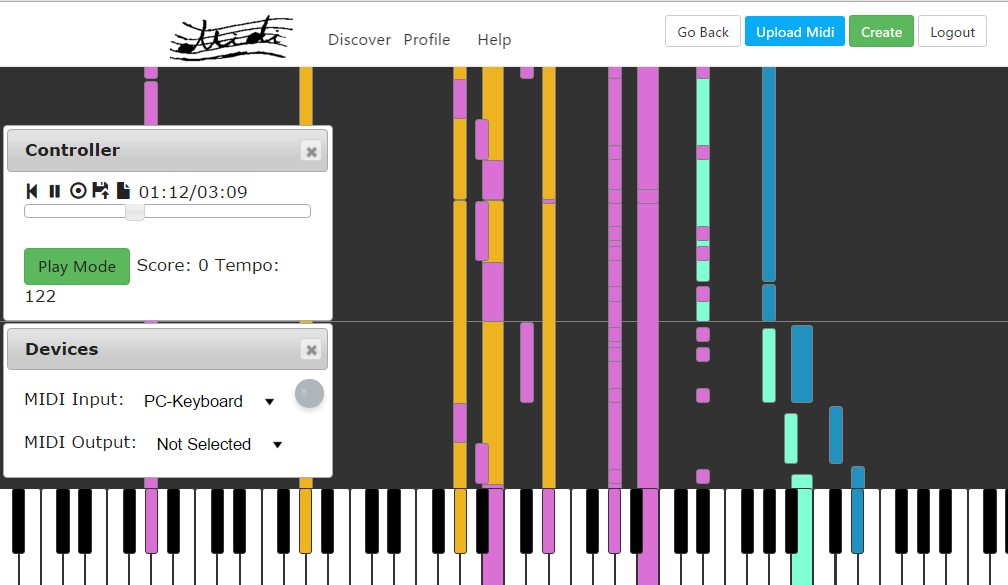 Midi
Discover Profile Help
Go Back Upload Midi Create Logout
Controller
01:12/03:09
Play Mode Score: 0 Tempo:
122
Devices
MIDI Input: PC-Keyboard
MIDI Output: Not Selected